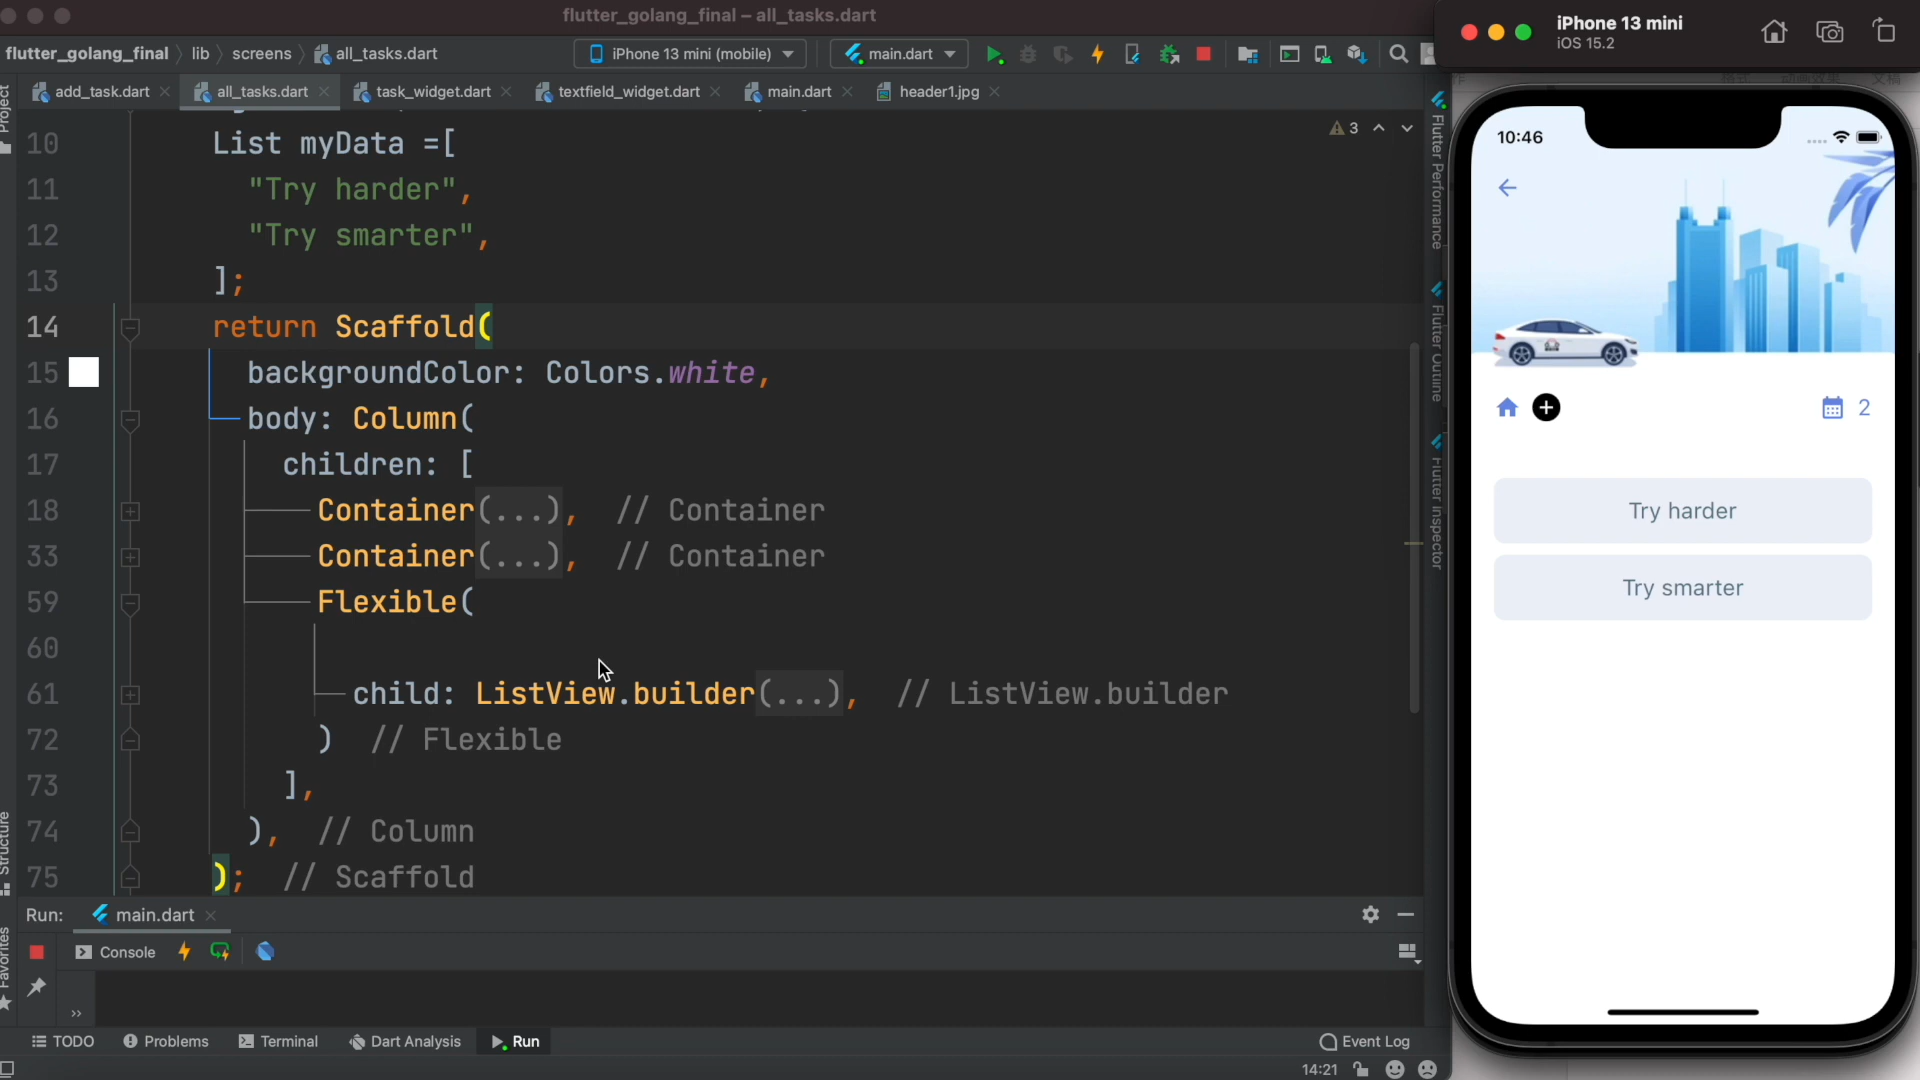 flutter_golang_final – all_tasks.dart
flutter_golang_final
lib
screens
all_tasks.dart
iPhone 13 mini (mobile)
main.dart
add_task.dart
all_tasks.dart
task_widget.dart
textfield_widget.dart
main.dart
header1.jpg
Project
3
10 List myData =[
11 "Try harder",
12 "Try smarter",
13 ];
14 return Scaffold(
15 backgroundColor: Colors.white,
16 body: Column(
17 children: [
18 Container(...), // Container
33 Container(...), // Container
59 Flexible(
60
61 child: ListView.builder(...), // ListView.builder
72 ) // Flexible
73 ],
74 ), // Column
75 ); // Scaffold
Structure
Favorites
Flutter Performance
Flutter Outline
Flutter Inspector
Run:
main.dart
Console
››
TODO
Problems
Terminal
Dart Analysis
Run
Event Log
14:21
iPhone 13 mini
iOS 15.2
10:46
2
Try harder
Try smarter